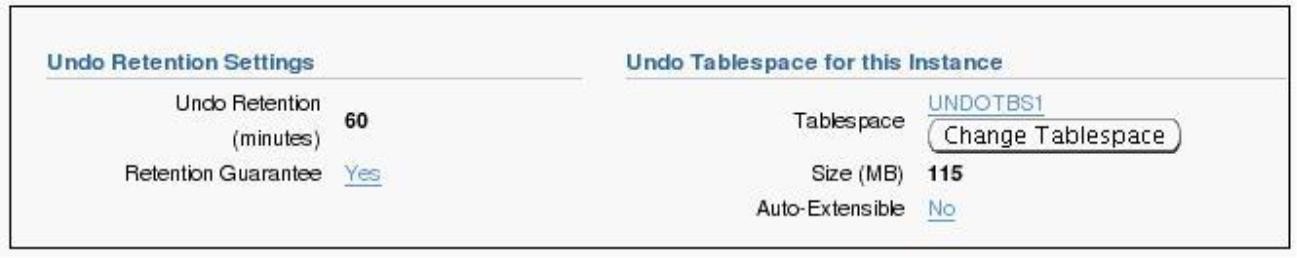 Undo Retention Settings
Undo Retention
(minutes)
60
Retention Guarantee Yes
Undo Tablespace for this Instance
Tablespace
UNDOTBS1
Change Tablespace
Size (MB) 115
Auto-Extensible No